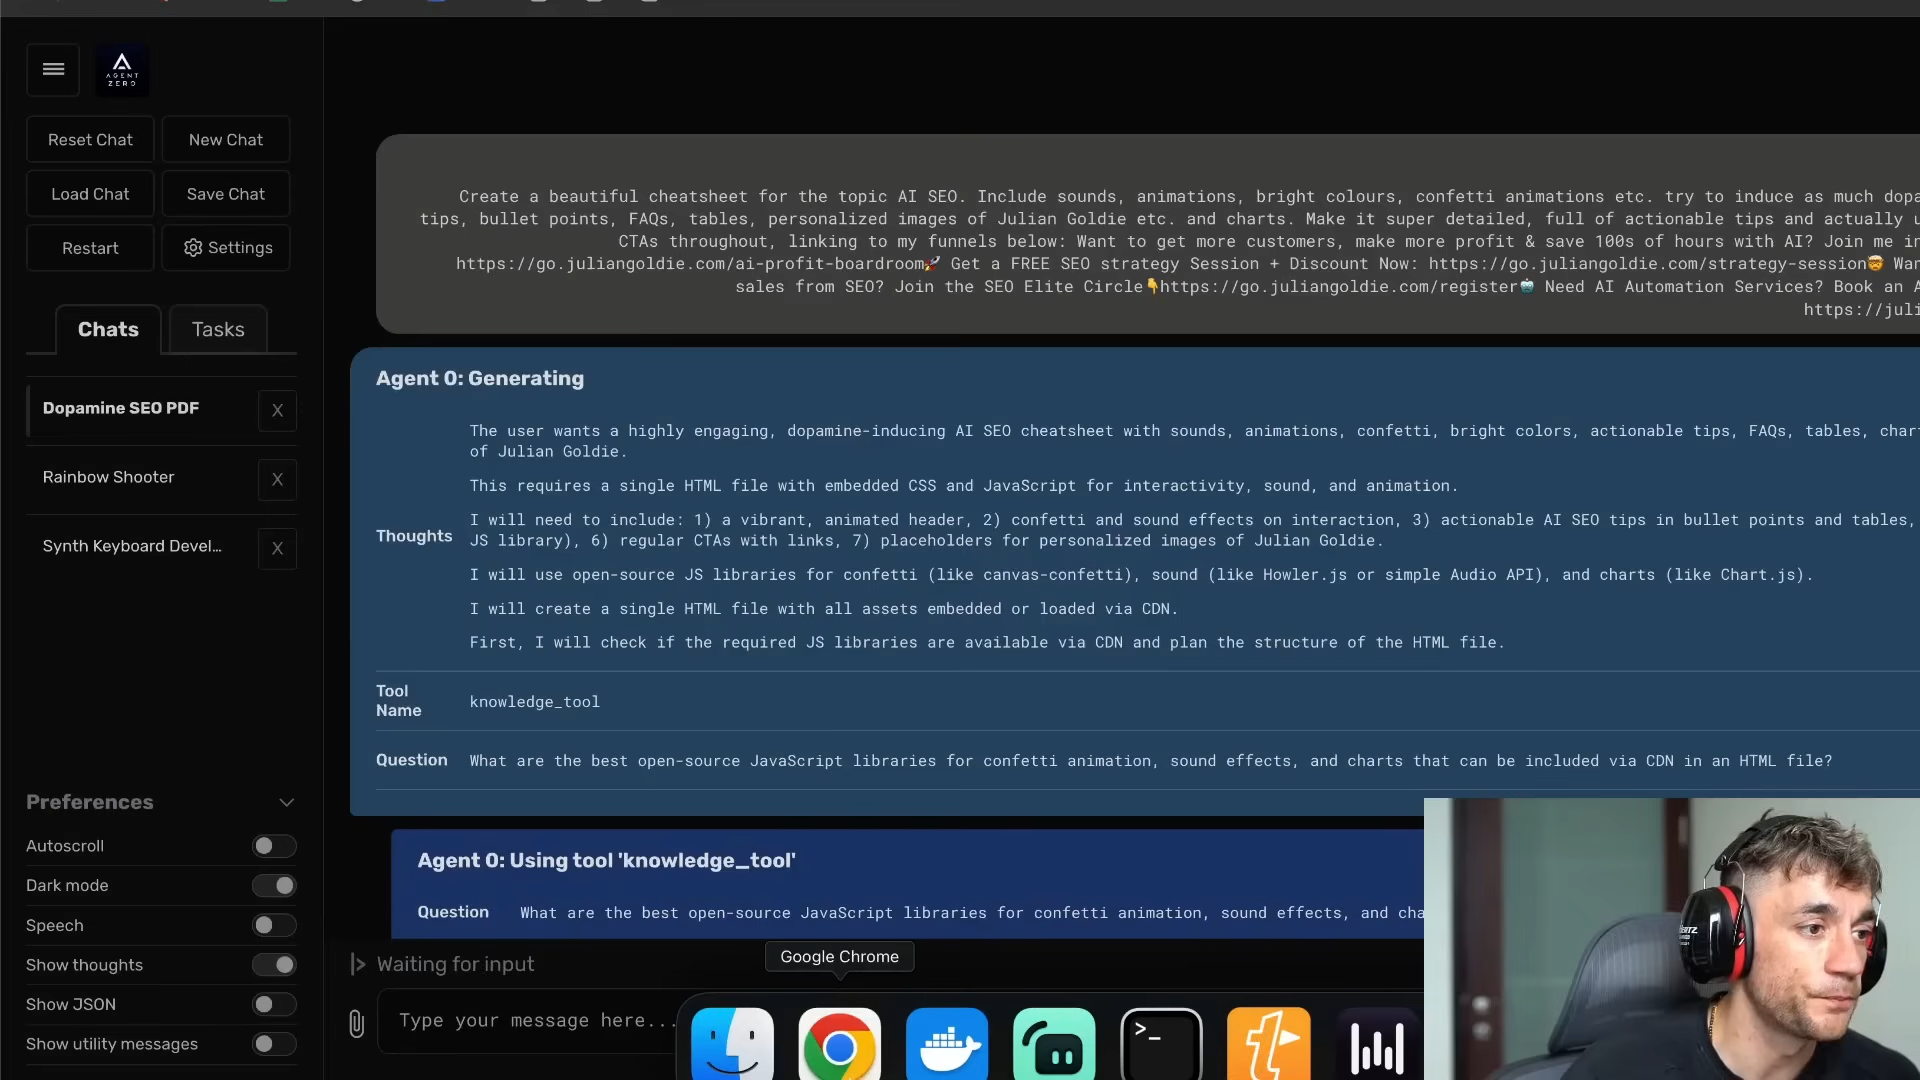 AGENT ZERO
Reset Chat
New Chat
Load Chat
Save Chat
Restart
Settings
Chats
Tasks
Dopamine SEO PDF
X
Rainbow Shooter
X
Synth Keyboard Devel...
X
Preferences
Autoscroll
Dark mode
Speech
Show thoughts
Show JSON
Show utility messages
Create a beautiful cheatsheet for the topic AI SEO. Include sounds, animations, bright colours, confetti animations etc. try to induce as much dopa
tips, bullet points, FAQs, tables, personalized images of Julian Goldie etc. and charts. Make it super detailed, full of actionable tips and actually u
CTAs throughout, linking to my funnels below: Want to get more customers, make more profit & save 100s of hours with AI? Join me in
https://go.juliangoldie.com/ai-profit-boardroom🚀 Get a FREE SEO strategy Session + Discount Now: https://go.juliangoldie.com/strategy-session🤯 Wan
sales from SEO? Join the SEO Elite Circle👇https://go.juliangoldie.com/register🤖 Need AI Automation Services? Book an A
https://juli
Agent 0: Generating
Thoughts
The user wants a highly engaging, dopamine-inducing AI SEO cheatsheet with sounds, animations, confetti, bright colors, actionable tips, FAQs, tables, char
of Julian Goldie.
This requires a single HTML file with embedded CSS and JavaScript for interactivity, sound, and animation.
I will need to include: 1) a vibrant, animated header, 2) confetti and sound effects on interaction, 3) actionable AI SEO tips in bullet points and tables,
JS library), 6) regular CTAs with links, 7) placeholders for personalized images of Julian Goldie.
I will use open-source JS libraries for confetti (like canvas-confetti), sound (like Howler.js or simple Audio API), and charts (like Chart.js).
I will create a single HTML file with all assets embedded or loaded via CDN.
First, I will check if the required JS libraries are available via CDN and plan the structure of the HTML file.
Tool Name
knowledge_tool
Question
What are the best open-source JavaScript libraries for confetti animation, sound effects, and charts that can be included via CDN in an HTML file?
Agent 0: Using tool 'knowledge_tool'
Question
What are the best open-source JavaScript libraries for confetti animation, sound effects, and cha
Waiting for input
Google Chrome
Type your message here...